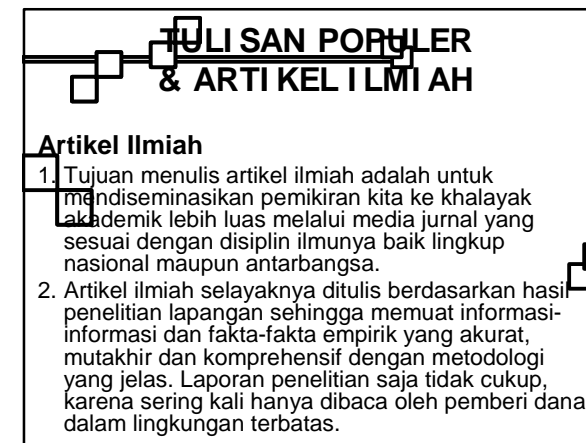 TULISAN POPULER
& ARTIKEL ILMIAH
Artikel Ilmiah
1. Tujuan menulis artikel ilmiah adalah untuk
mendiseminasikan pemikiran kita ke khalayak
akademik lebih luas melalui media jurnal yang
sesuai dengan disiplin ilmunya baik lingkup
nasional maupun antarbangsa.
2. Artikel ilmiah selayaknya ditulis berdasarkan hasil
penelitian lapangan sehingga memuat informasi-
informasi dan fakta-fakta empirik yang akurat,
mutakhir dan komprehensif dengan metodologi
yang jelas. Laporan penelitian saja tidak cukup,
karena sering kali hanya dibaca oleh pemberi dana
dalam lingkungan terbatas.